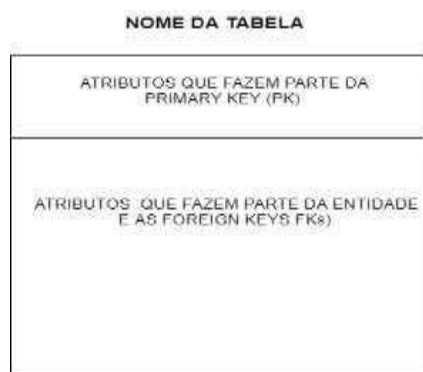 NOME DA TABELA
ATRIBUTOS QUE FAZEM PARTE DA
PRIMARY KEY (PK)
ATRIBUTOS QUE FAZEM PARTE DA ENTIDADE
E AS FOREIGN KEYS FKs)